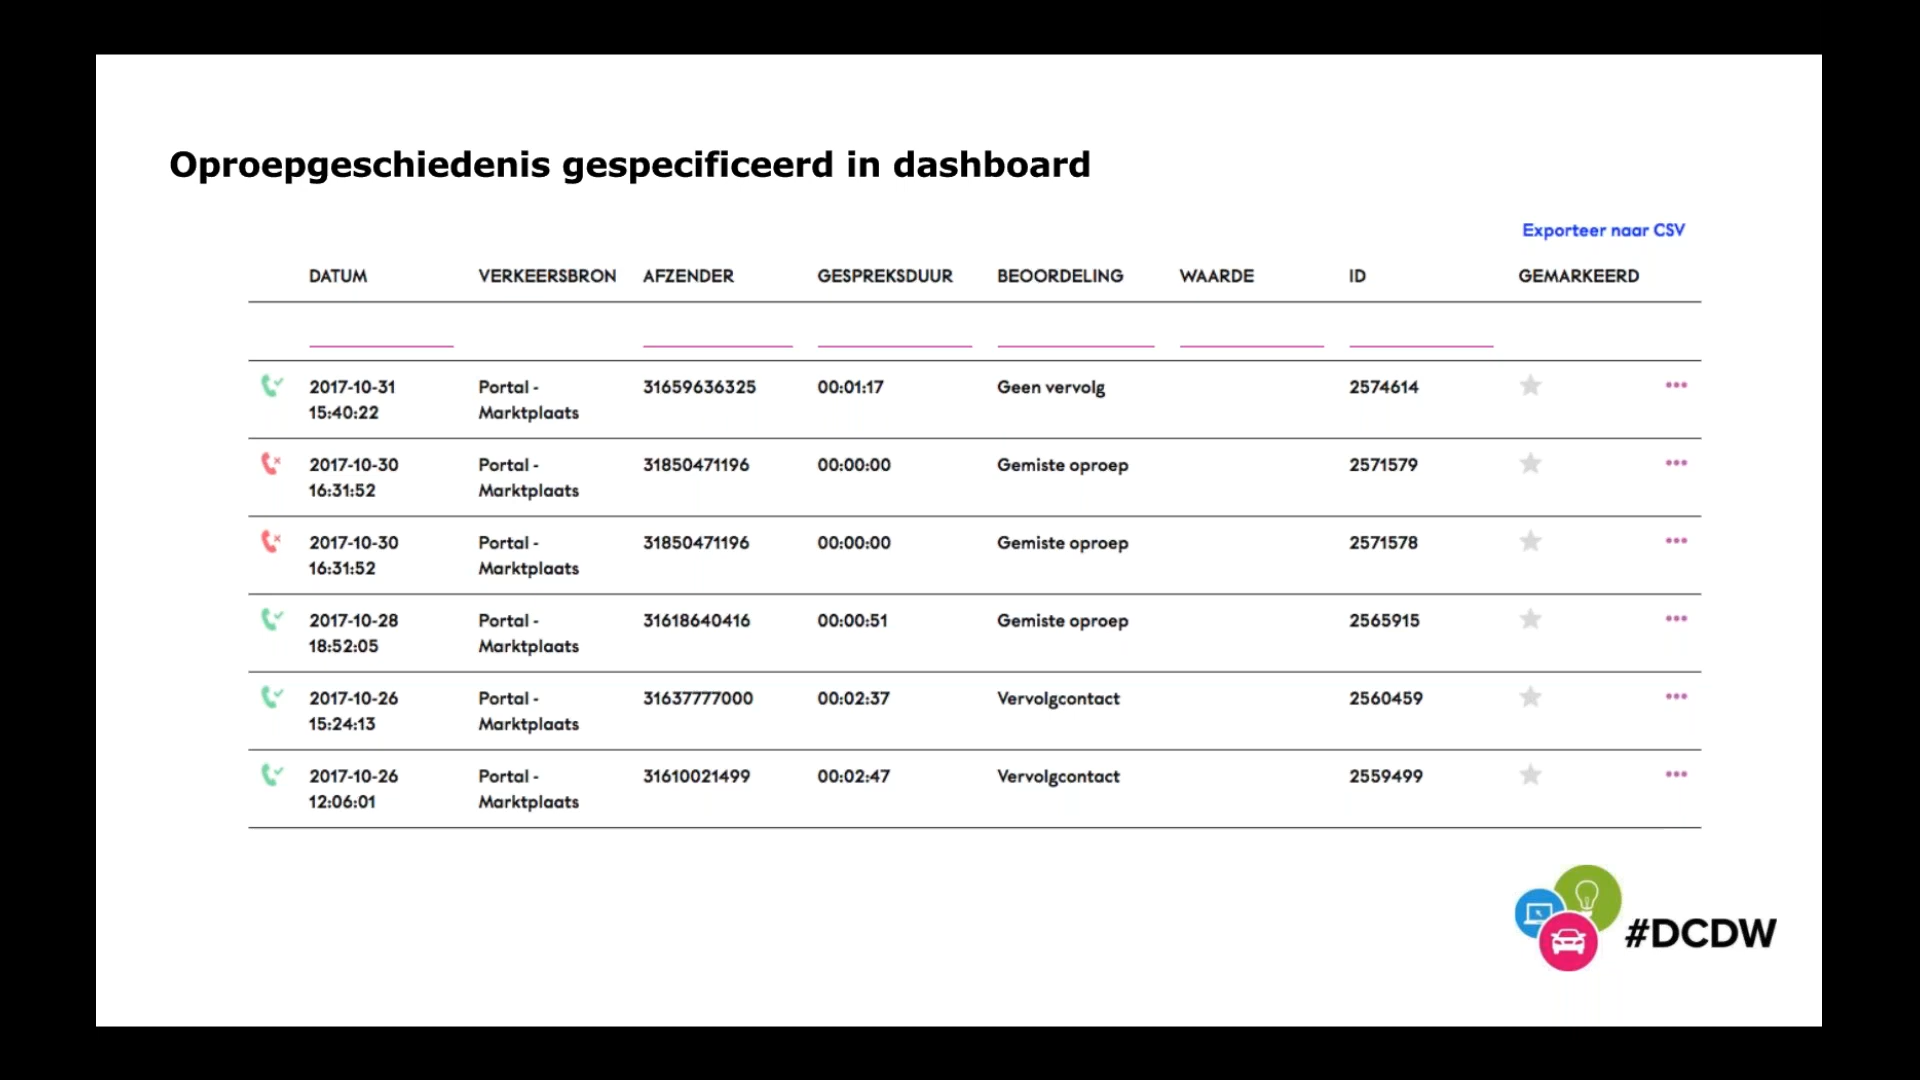 Oproepgeschiedenis gespecificeerd in dashboard
Exporteer naar CSV
DATUM VERKEERSBRON AFZENDER GESPREKSDUUR BEOORDELING WAARDE ID GEMARKEERD
2017-10-31 Portal - 31659636325 00:01:17 Geen vervolg 2574614
15:40:22 Marktplaats
2017-10-30 Portal - 31850471196 00:00:00 Gemiste oproep 2571579
16:31:52 Marktplaats
2017-10-30 Portal - 31850471196 00:00:00 Gemiste oproep 2571578
16:31:52 Marktplaats
2017-10-28 Portal - 31618640416 00:00:51 Gemiste oproep 2565915
18:52:05 Marktplaats
2017-10-26 Portal - 31637777000 00:02:37 Vervolgcontact 2560459
15:24:13 Marktplaats
2017-10-26 Portal - 31610021499 00:02:47 Vervolgcontact 2559499
12:06:01 Marktplaats
#DCDW